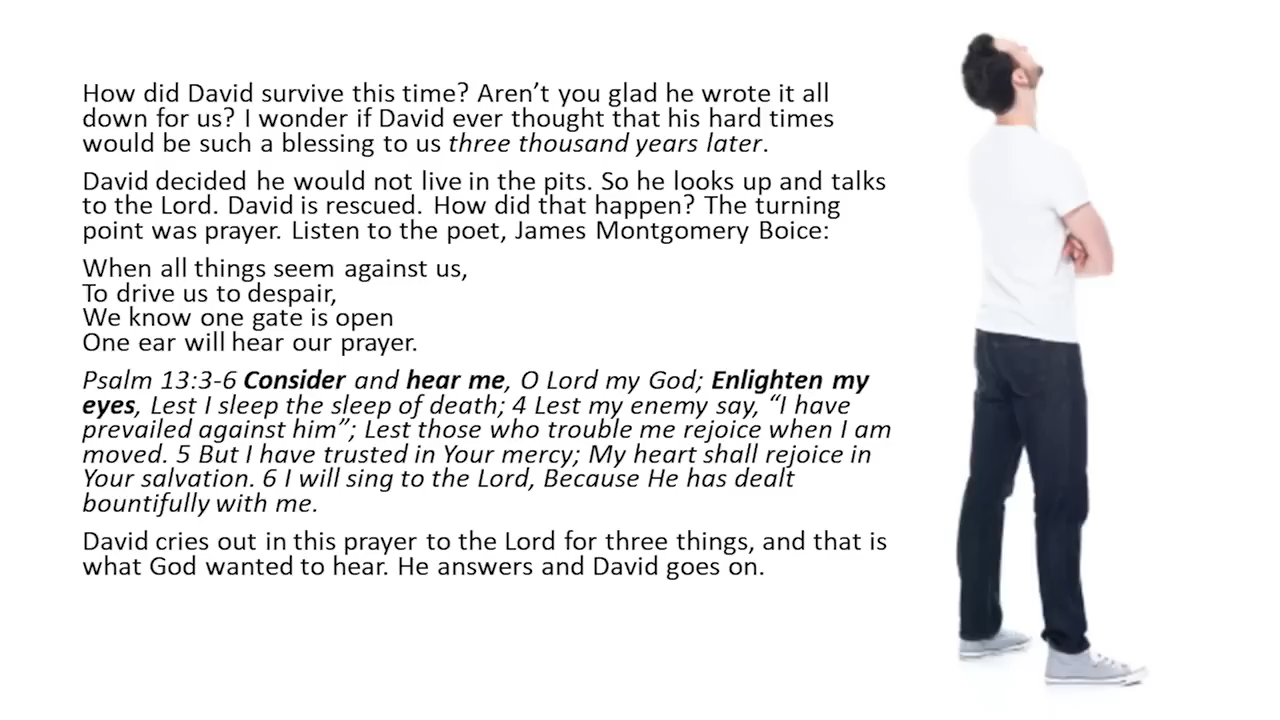 How did David survive this time? Aren’t you glad he wrote it all
down for us? I wonder if David ever thought that his hard times
would be such a blessing to us three thousand years later.
David decided he would not live in the pits. So he looks up and talks
to the Lord. David is rescued. How did that happen? The turning
point was prayer. Listen to the poet, James Montgomery Boice:
When all things seem against us,
To drive us to despair,
We know one gate is open
One ear will hear our prayer.
Psalm 13:3-6 Consider and hear me, O Lord my God; Enlighten my
eyes, Lest I sleep the sleep of death; 4 Lest my enemy say, “I have
prevailed against him”; Lest those who trouble me rejoice when I am
moved. 5 But I have trusted in Your mercy; My heart shall rejoice in
Your salvation. 6 I will sing to the Lord, Because He has dealt
bountifully with me.
David cries out in this prayer to the Lord for three things, and that is
what God wanted to hear. He answers and David goes on.